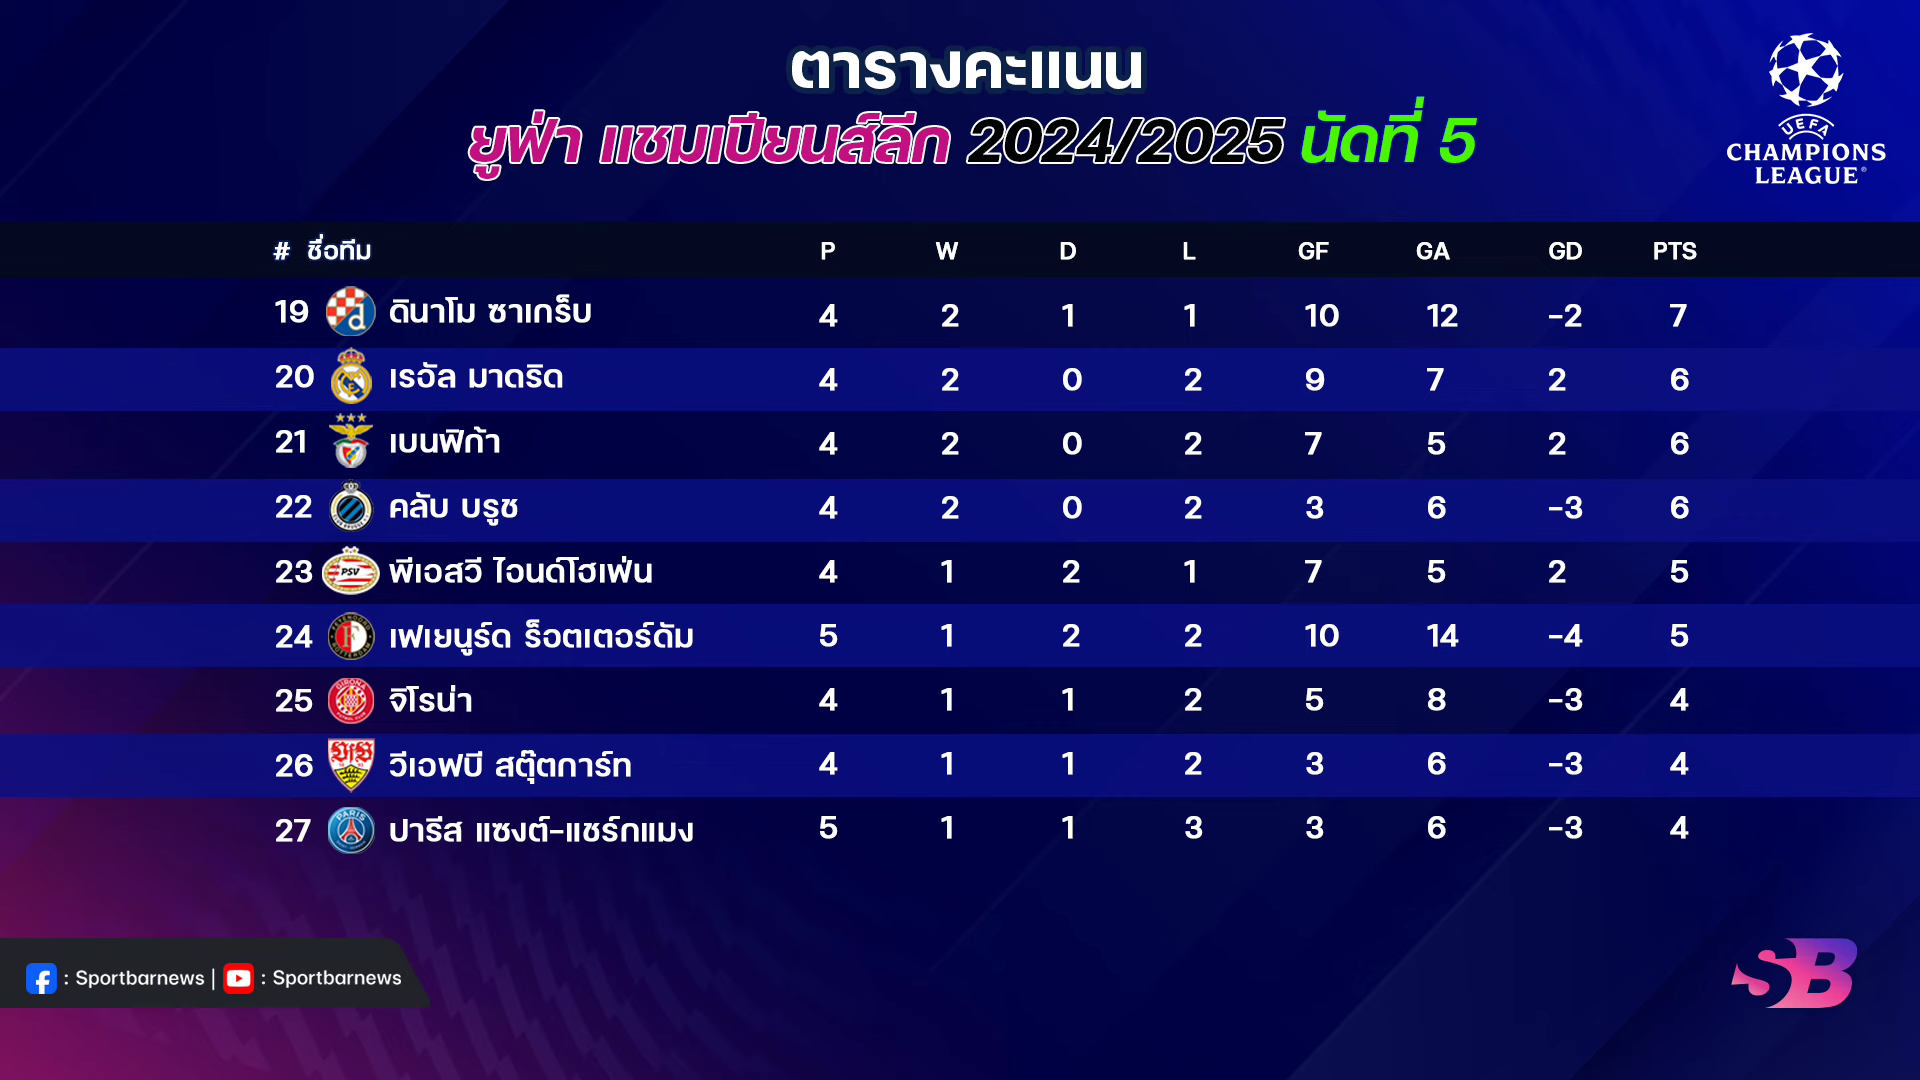 ตารางคะแนน
ยูฟ่า แชมเปียนส์ลีก 2024/2025 นัดที่ 5
UEFA
CHAMPIONS
LEAGUE
# ชื่อทีม P W D L GF GA GD PTS
19 ดินาโม ซาเกร็บ 4 2 1 1 10 12 -2 7
20 เรอัล มาดริด 4 2 0 2 9 7 2 6
21 เบนฟิก้า 4 2 0 2 7 5 2 6
22 คลับ บรูช 4 2 0 2 3 6 -3 6
23 PSV พีเอสวี ไอนด์โฮเฟ่น 4 1 2 1 7 5 2 5
24 เฟเยนูร์ด ร็อตเตอร์ดัม 5 1 2 2 10 14 -4 5
25 GIRONA จิโรน่า 4 1 1 2 5 8 -3 4
26 VfB วีเอฟบี สตุ๊ตการ์ท 4 1 1 2 3 6 -3 4
27 PARIS ปารีส แซงต์-แชร์กแมง 5 1 1 3 3 6 -3 4
: Sportbarnews | : Sportbarnews
SB